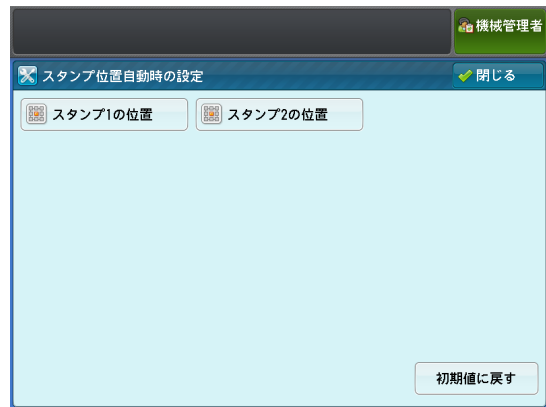 機械管理者
スタンプ位置自動時の設定
閉じる
スタンプ1の位置
スタンプ2の位置
初期値に戻す